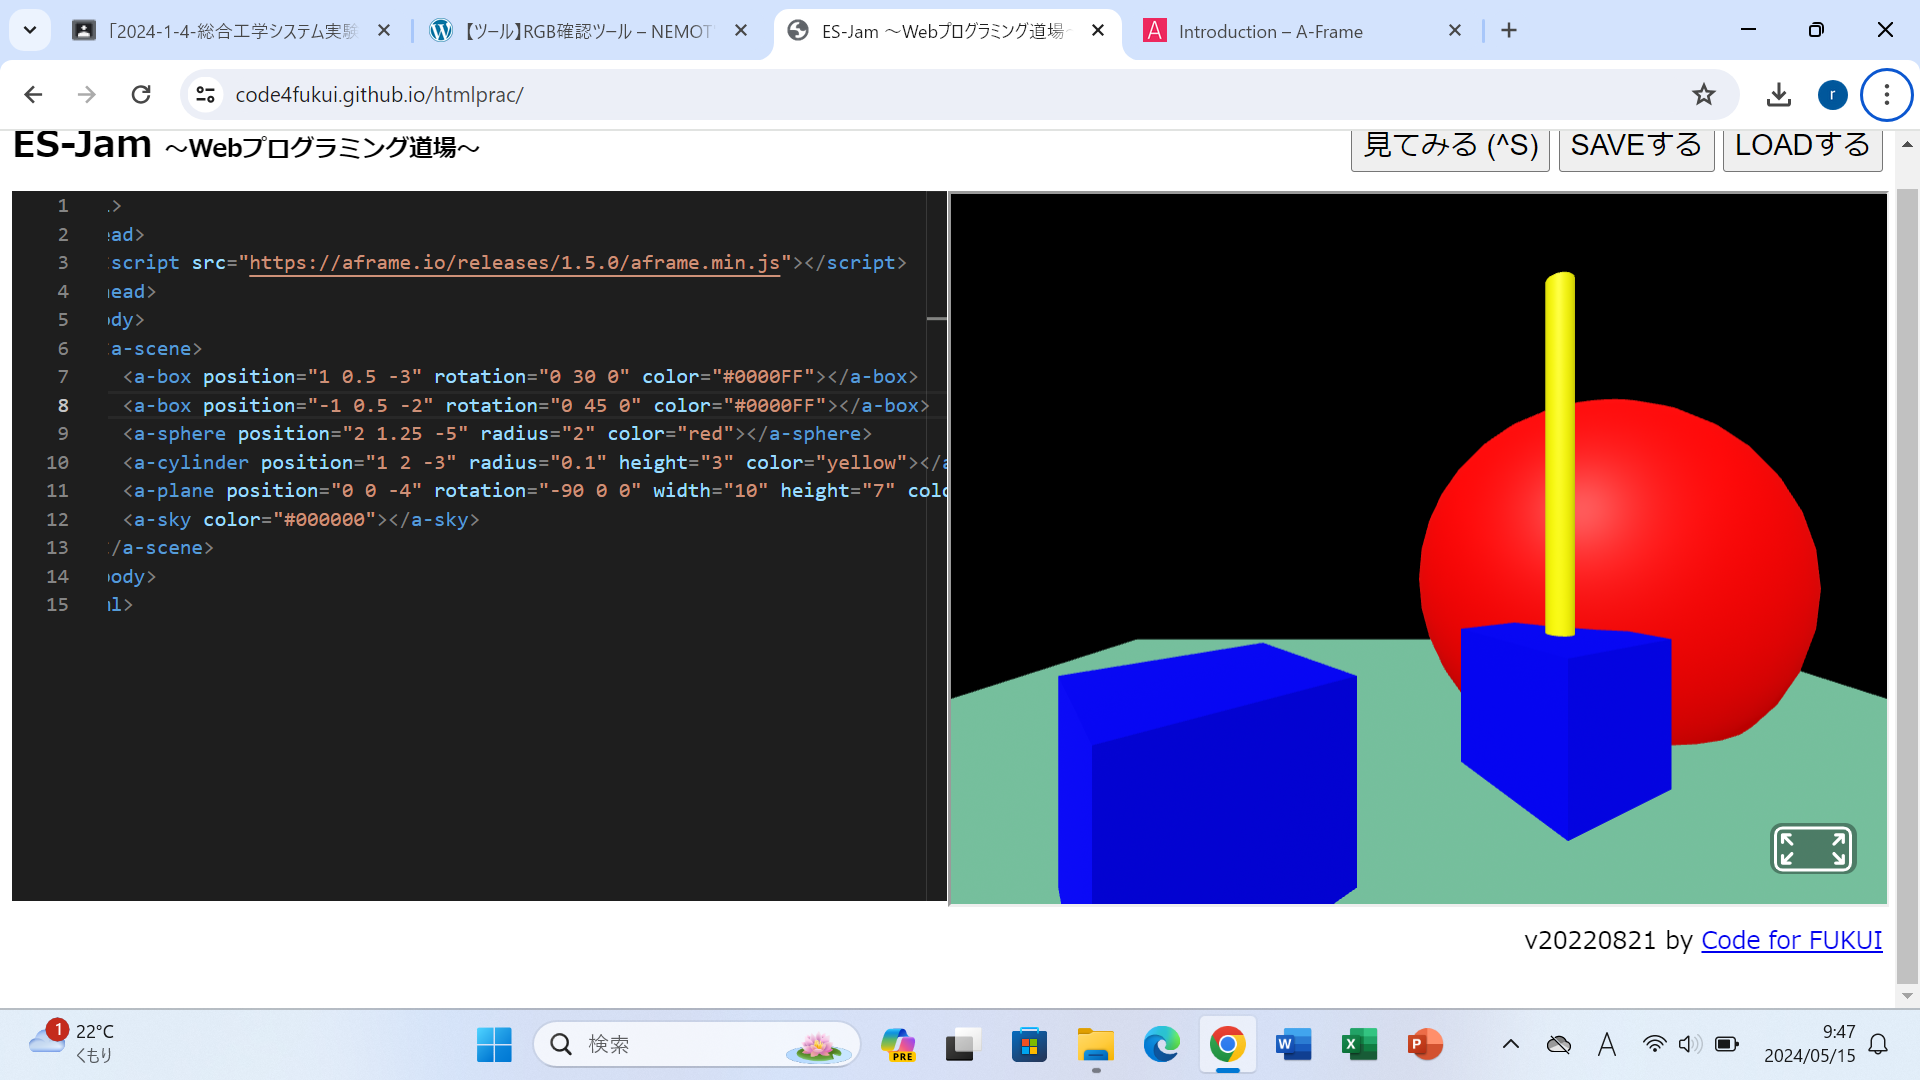 「2024-1-4-総合工学システム実験
【ツール】RGB確認ツール – NEMOT
ES-Jam ～Webプログラミング道場~
Introduction – A-Frame
code4fukui.github.io/htmlprac/
r
ES-Jam ～Webプログラミング道場～
見てみる (^S)
SAVEする
LOADする
1 l>
2 ead>
3 script src="https://aframe.io/releases/1.5.0/aframe.min.js"></script>
4 head>
5 ody>
6 a-scene>
7 <a-box position="1 0.5 -3" rotation="0 30 0" color="#0000FF"></a-box>
8 <a-box position="-1 0.5 -2" rotation="0 45 0" color="#0000FF"></a-box>
9 <a-sphere position="2 1.25 -5" radius="2" color="red"></a-sphere>
10 <a-cylinder position="1 2 -3" radius="0.1" height="3" color="yellow"></a
11 <a-plane position="0 0 -4" rotation="-90 0 0" width="10" height="7" colo
12 <a-sky color="#000000"></a-sky>
13 /a-scene>
14 body>
15 ml>
v20220821 by Code for FUKUI
1
22°C
くもり
検索
PRE
W
X
P
A
9:47
2024/05/15